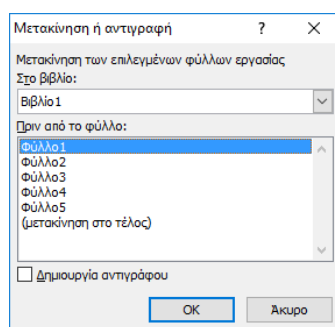 Μετακίνηση ή αντιγραφή ? ×
Μετακίνηση των επιλεγμένων φύλλων εργασίας
Στο βιβλίο:
Βιβλίο1
Πριν από το φύλλο:
Φύλλο1
Φύλλο2
Φύλλο3
Φύλλο4
Φύλλο5
(μετακίνηση στο τέλος)
Δημιουργία αντιγράφου
OK Άκυρο